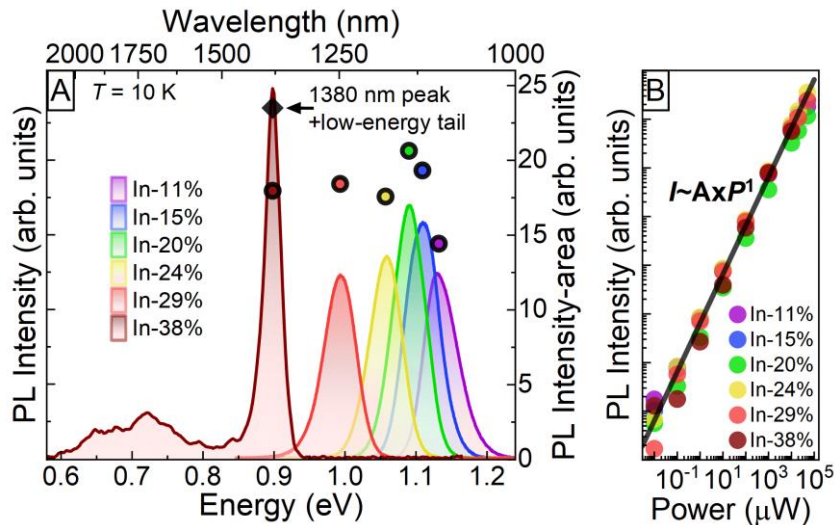 Wavelength (nm)
2000 1750 1500 1250 1000
A
T = 10 K
1380 nm peak
+low-energy tail
In-11%
In-15%
In-20%
In-24%
In-29%
In-38%
PL Intensity (arb. units)
0.6 0.7 0.8 0.9 1.0 1.1 1.2
Energy (eV)
25
20
15
10
5
0
PL Intensity-area (arb. units)
B
I~AxP¹
In-11%
In-15%
In-20%
In-24%
In-29%
In-38%
PL Intensity (arb. units)
10⁻¹ 10¹ 10² 10³ 10⁴ 10⁵
Power (µW)